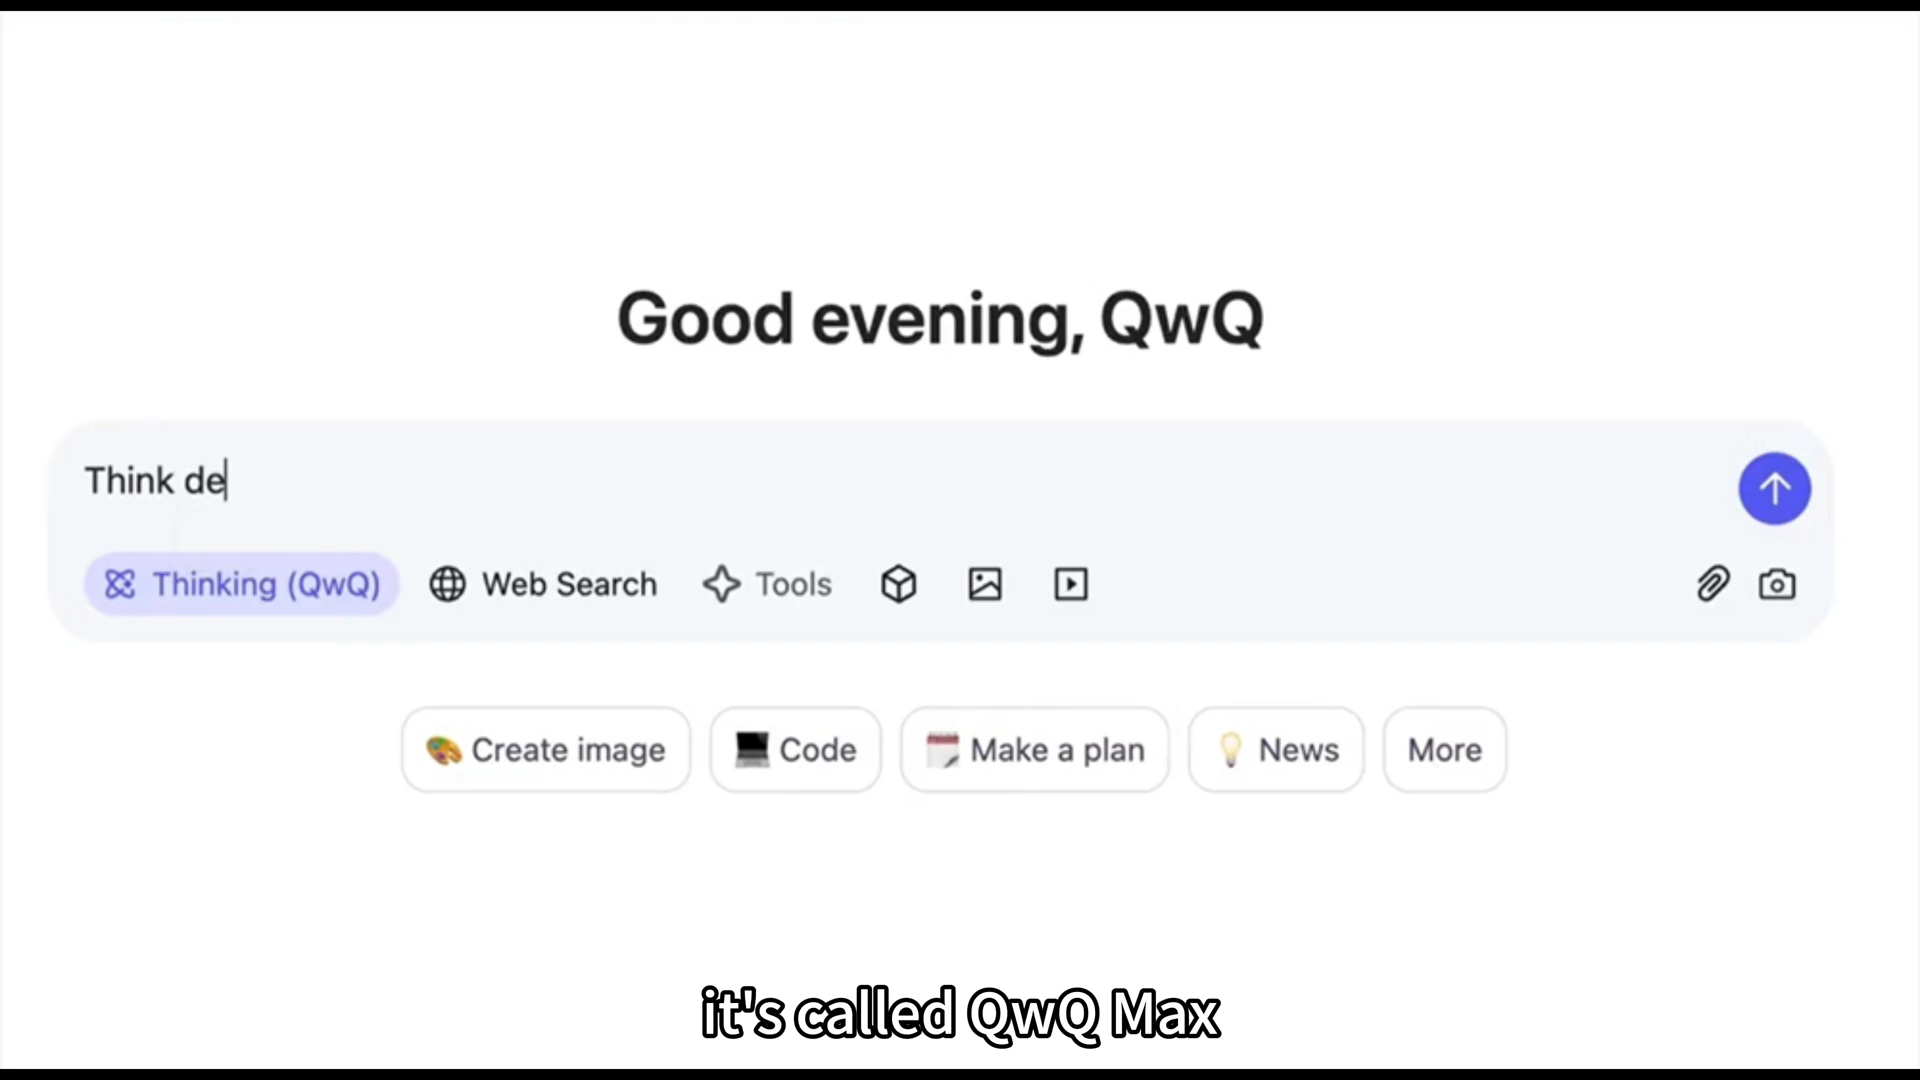 Good evening, QwQ
Think de
Thinking (QwQ) Web Search Tools
Create image Code Make a plan News More
it's called QwQ Max